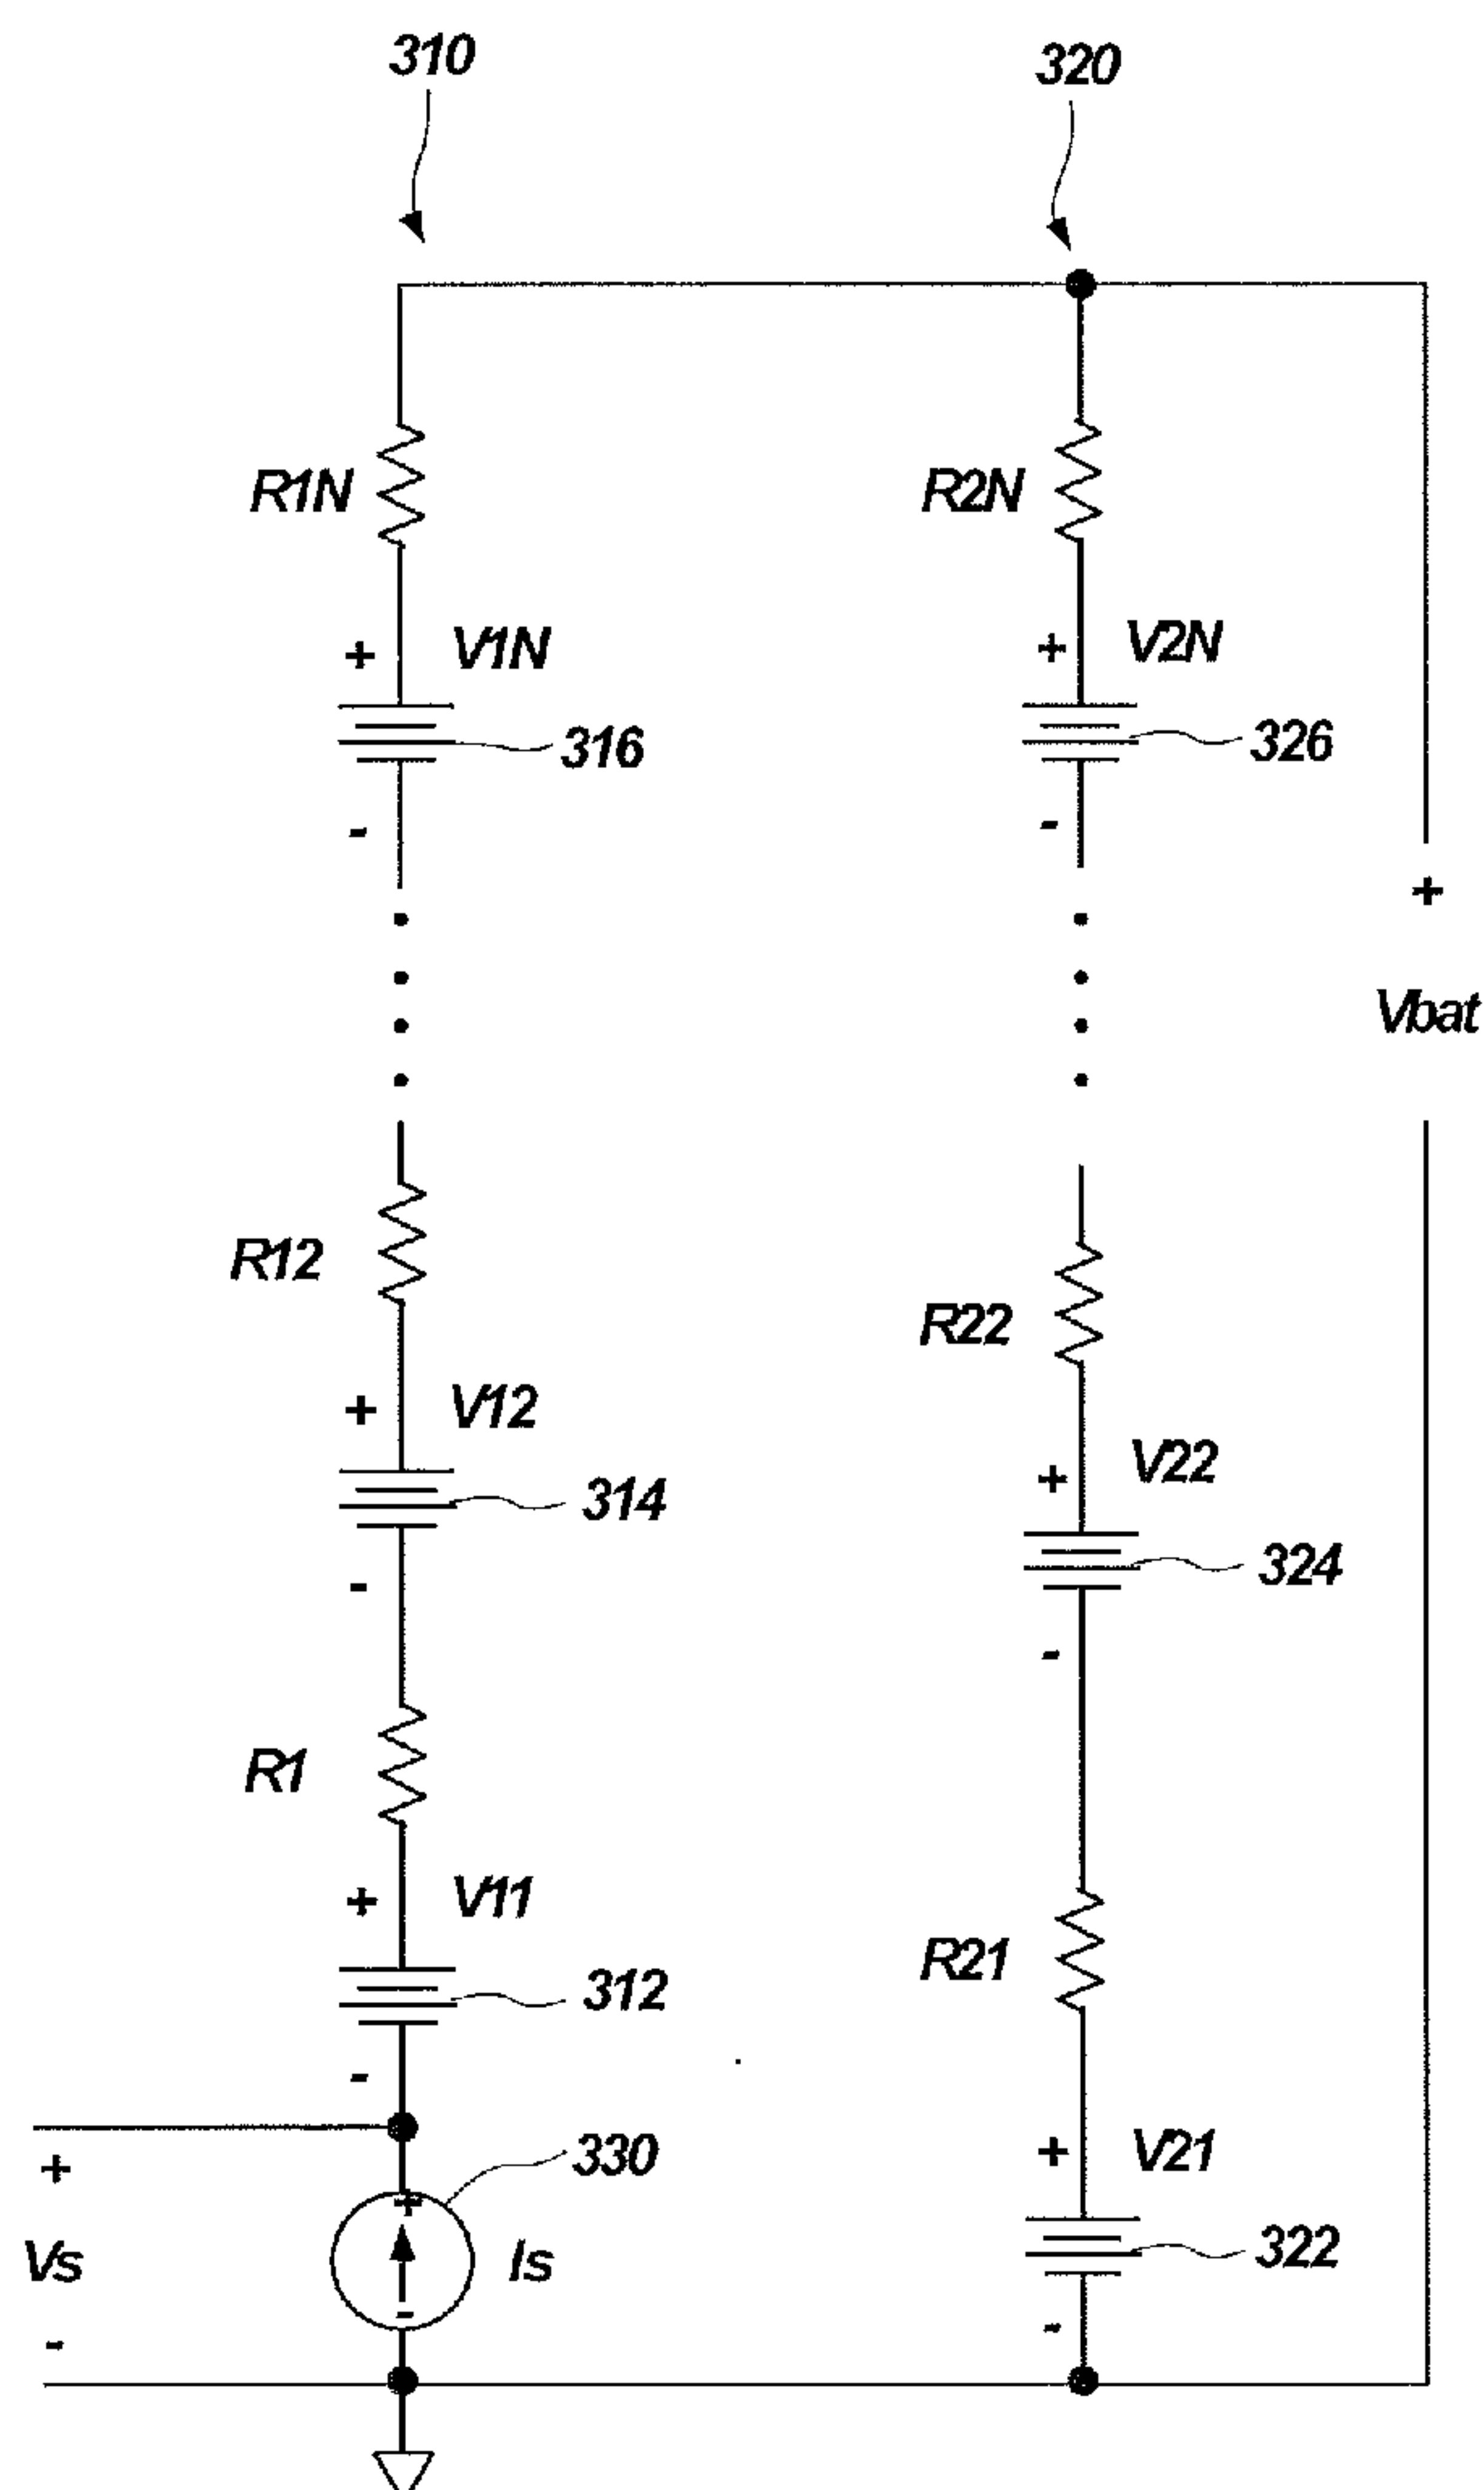 310
320
R1N
R2N
+ V1N
+ V2N
316
326
-
-
+
Vbat
R12
R22
+ V12
+ V22
314
324
-
-
R1
R21
+ V11
312
-
330
+
+
+ V21
Vs
Is
322
-
-
-